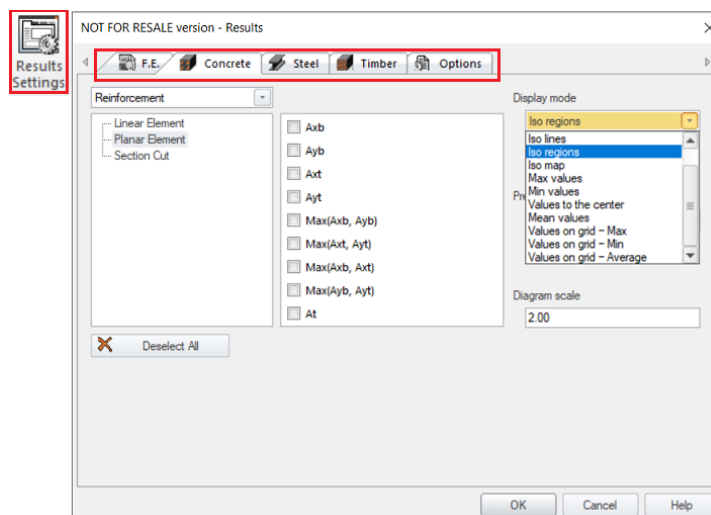 Results
Settings
NOT FOR RESALE version - Results
F.E.
Concrete
Steel
Timber
Options
Reinforcement
Linear Element
Planar Element
Section Cut
Deselect All
Axb
Ayb
Axt
Ayt
Max(Axb, Ayb)
Max(Axt, Ayt)
Max(Axb, Axt)
Max(Ayb, Ayt)
At
Display mode
Iso regions
Iso lines
Iso regions
Iso map
Max values
Min values
Values to the center
Mean values
Values on grid - Max
Values on grid - Min
Values on grid - Average
Diagram scale
2.00
OK
Cancel
Help